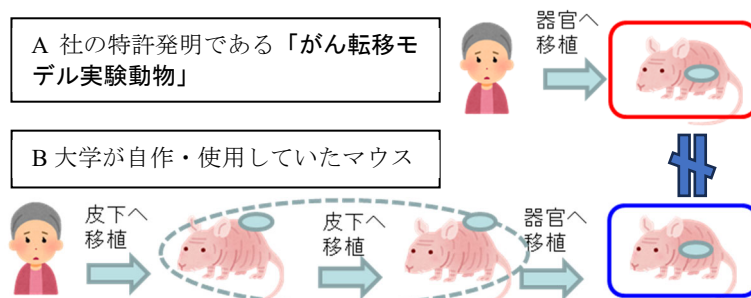 A 社の特許発明である「がん転移モ
デル実験動物」
器官へ
移植
B 大学が自作・使用していたマウス
皮下へ
移植
皮下へ
移植
器官へ
移植